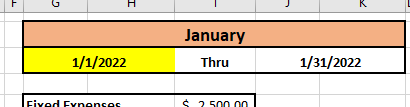 F G H I J K
January
1/1/2022 Thru 1/31/2022
Fixed Expenses $ 2,500.00